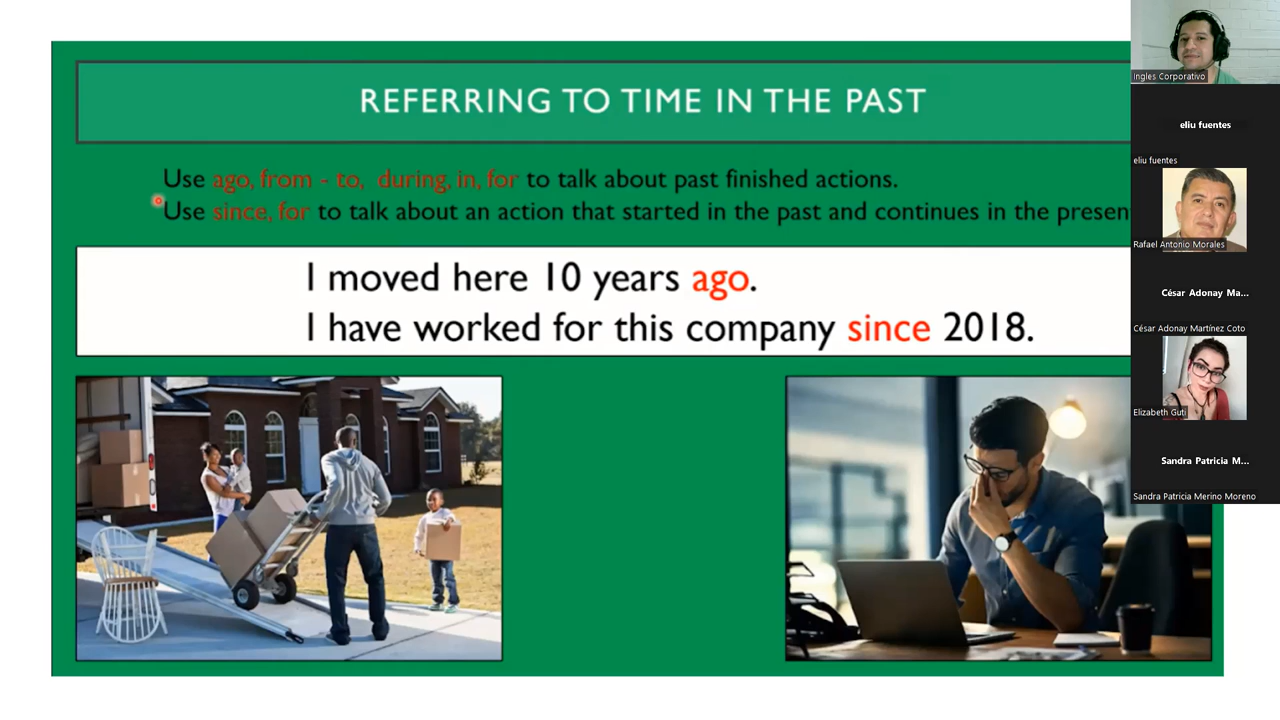 REFERRING TO TIME IN THE PAST
Use ago, from - to, during, in, for to talk about past finished actions.
Use since, for to talk about an action that started in the past and continues in the presen
I moved here 10 years ago.
I have worked for this company since 2018.
Ingles Corporativo
eliu fuentes
eliu fuentes
Rafael Antonio Morales
César Adonay Ma...
César Adonay Martínez Coto
Elizabeth Guti
Sandra Patricia M...
Sandra Patricia Merino Moreno